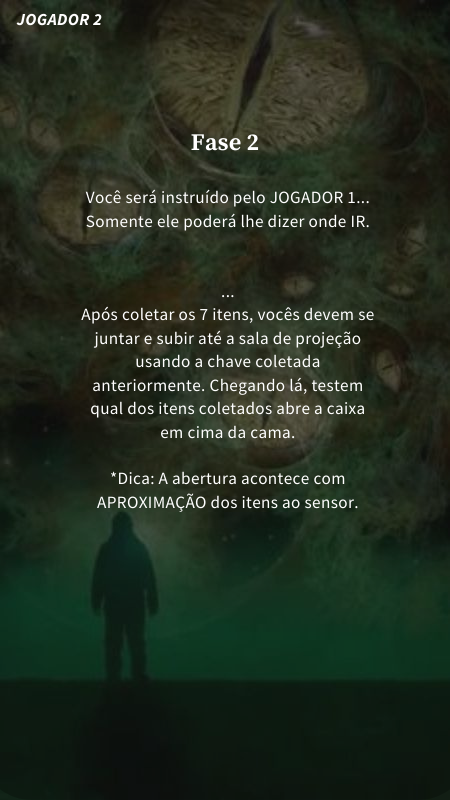 JOGADOR 2
Fase 2
Você será instruído pelo JOGADOR 1...
Somente ele poderá lhe dizer onde IR.
...
Após coletar os 7 itens, vocês devem se
juntar e subir até a sala de projeção
usando a chave coletada
anteriormente. Chegando lá, testem
qual dos itens coletados abre a caixa
em cima da cama.
*Dica: A abertura acontece com
APROXIMAÇÃO dos itens ao sensor.